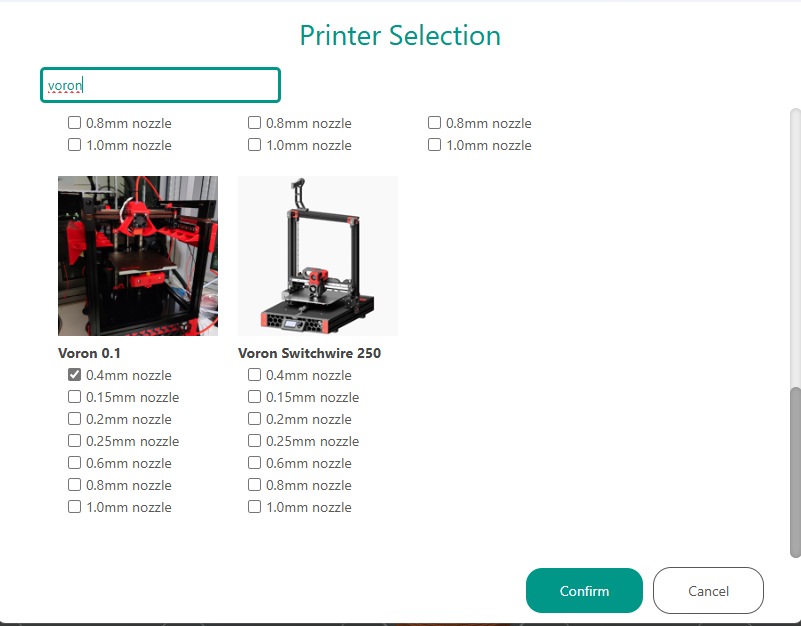 Printer Selection
voron
0.8mm nozzle 0.8mm nozzle 0.8mm nozzle
1.0mm nozzle 1.0mm nozzle 1.0mm nozzle
Voron 0.1 Voron Switchwire 250
0.4mm nozzle 0.4mm nozzle
0.15mm nozzle 0.15mm nozzle
0.2mm nozzle 0.2mm nozzle
0.25mm nozzle 0.25mm nozzle
0.6mm nozzle 0.6mm nozzle
0.8mm nozzle 0.8mm nozzle
1.0mm nozzle 1.0mm nozzle
Confirm Cancel